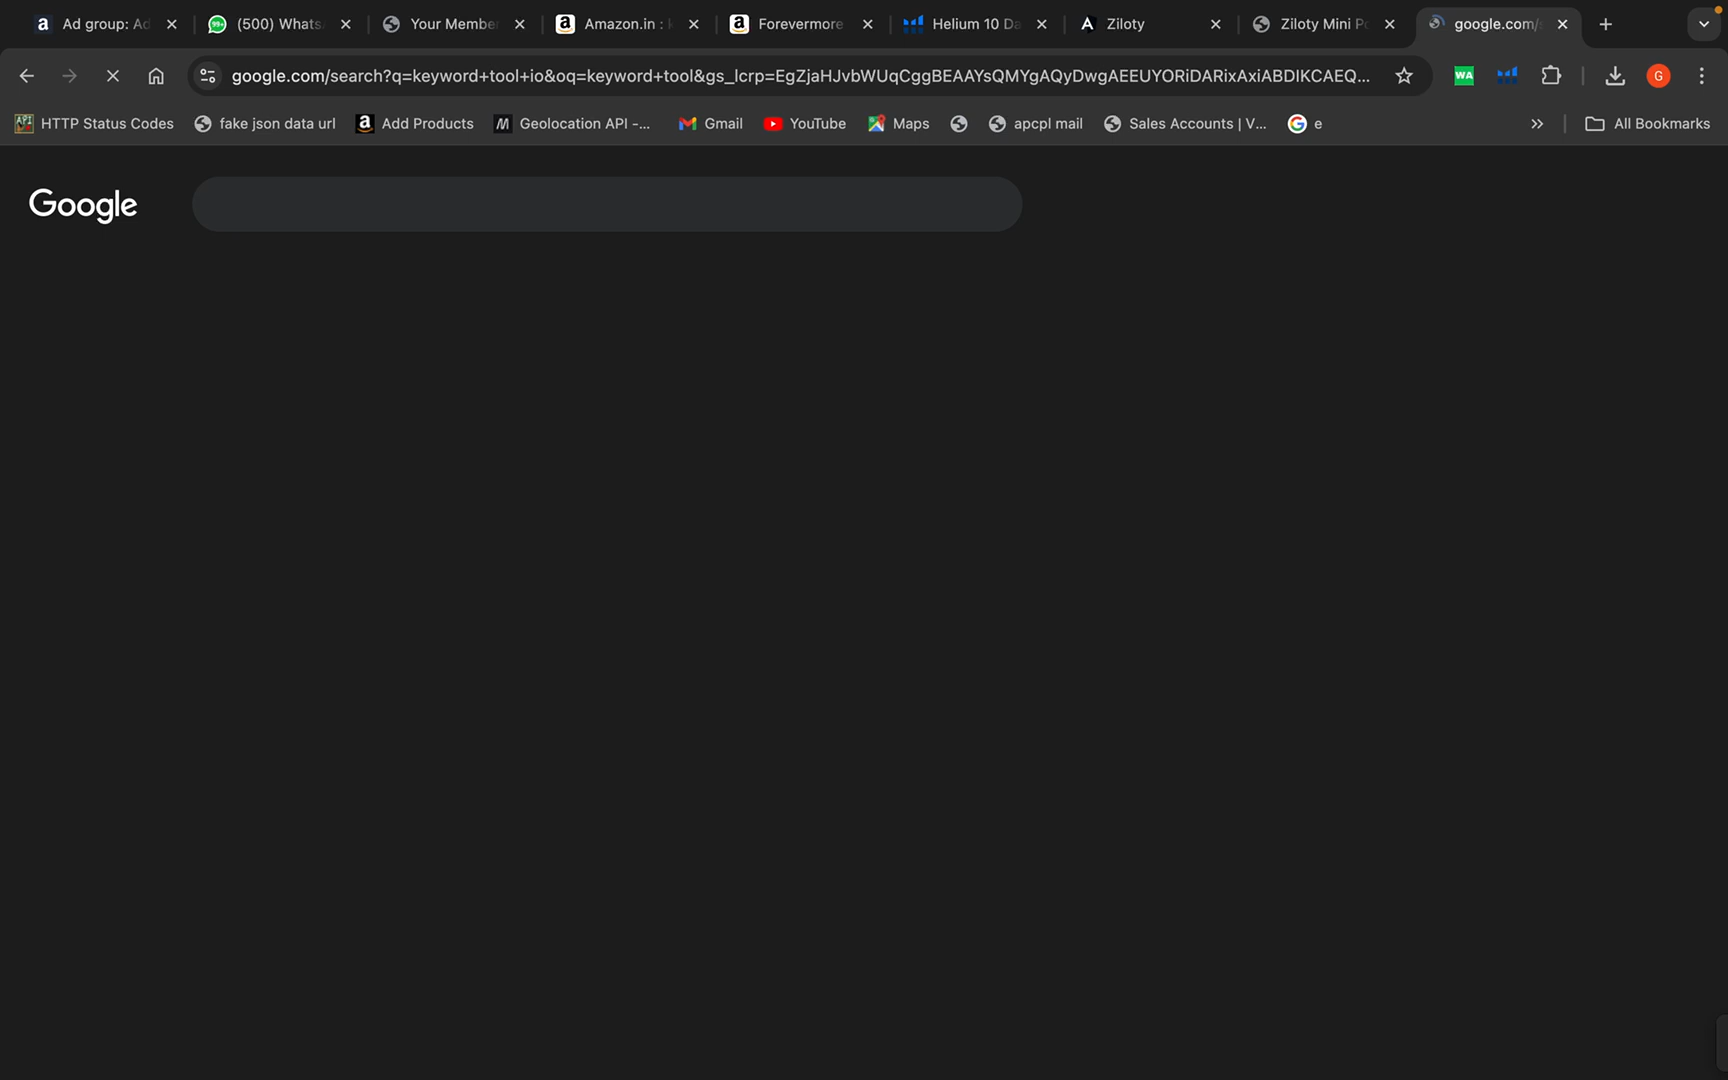 Ad group: Ad
(500) Whats
Your Member
Amazon.in :
Forevermore
Helium 10 Da
Ziloty
Ziloty Mini Po
google.com/s
google.com/search?q=keyword+tool+io&oq=keyword+tool&gs_lcrp=EgZjaHJvbWUqCggBEAAYsQMYgAQyDwgAEEUYORiDARixAxiABDIKCAEQ...
WA
G
HTTP Status Codes
fake json data url
Add Products
Geolocation API -...
Gmail
YouTube
Maps
apcpl mail
Sales Accounts | V...
e
All Bookmarks
Google